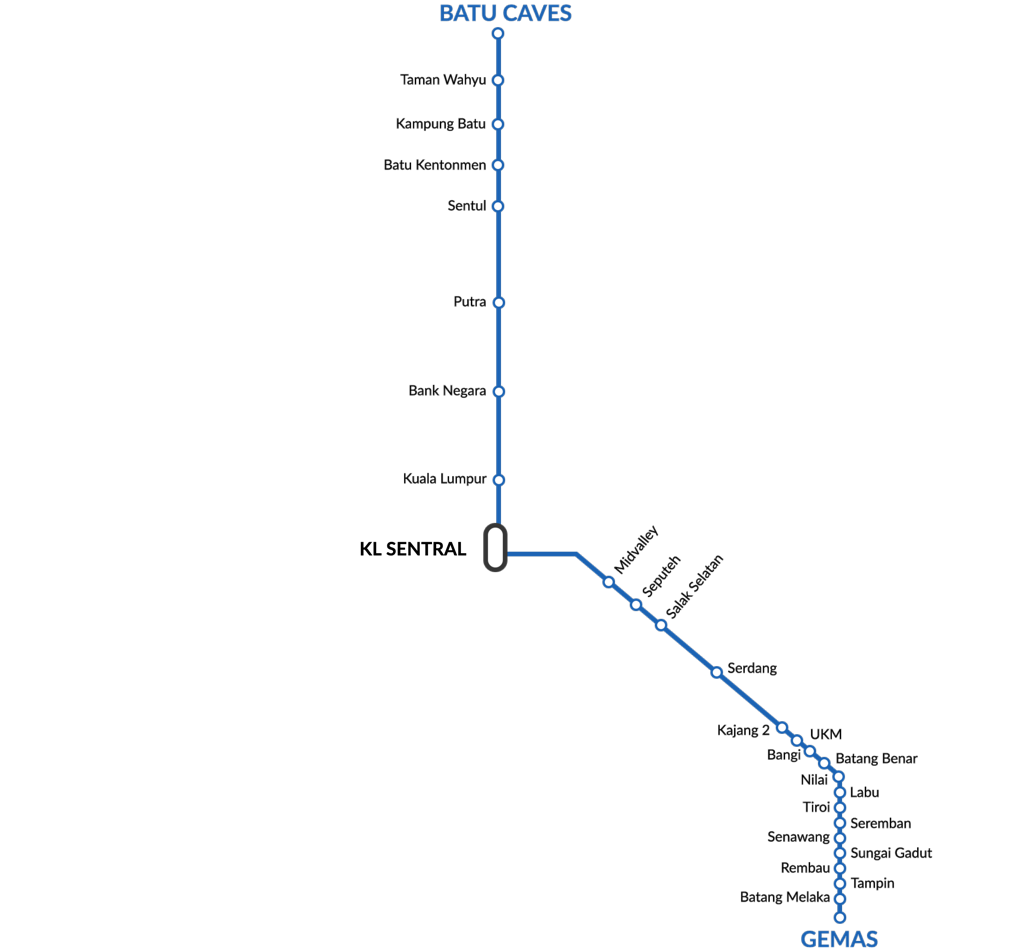 BATU CAVES
Taman Wahyu
Kampung Batu
Batu Kentonmen
Sentul
Putra
Bank Negara
Kuala Lumpur
KL SENTRAL
Midvalley
Seputeh
Salak Selatan
Serdang
Kajang 2
UKM
Bangi
Batang Benar
Nilai
Labu
Tiroi
Seremban
Senawang
Sungai Gadut
Rembau
Tampin
Batang Melaka
GEMAS